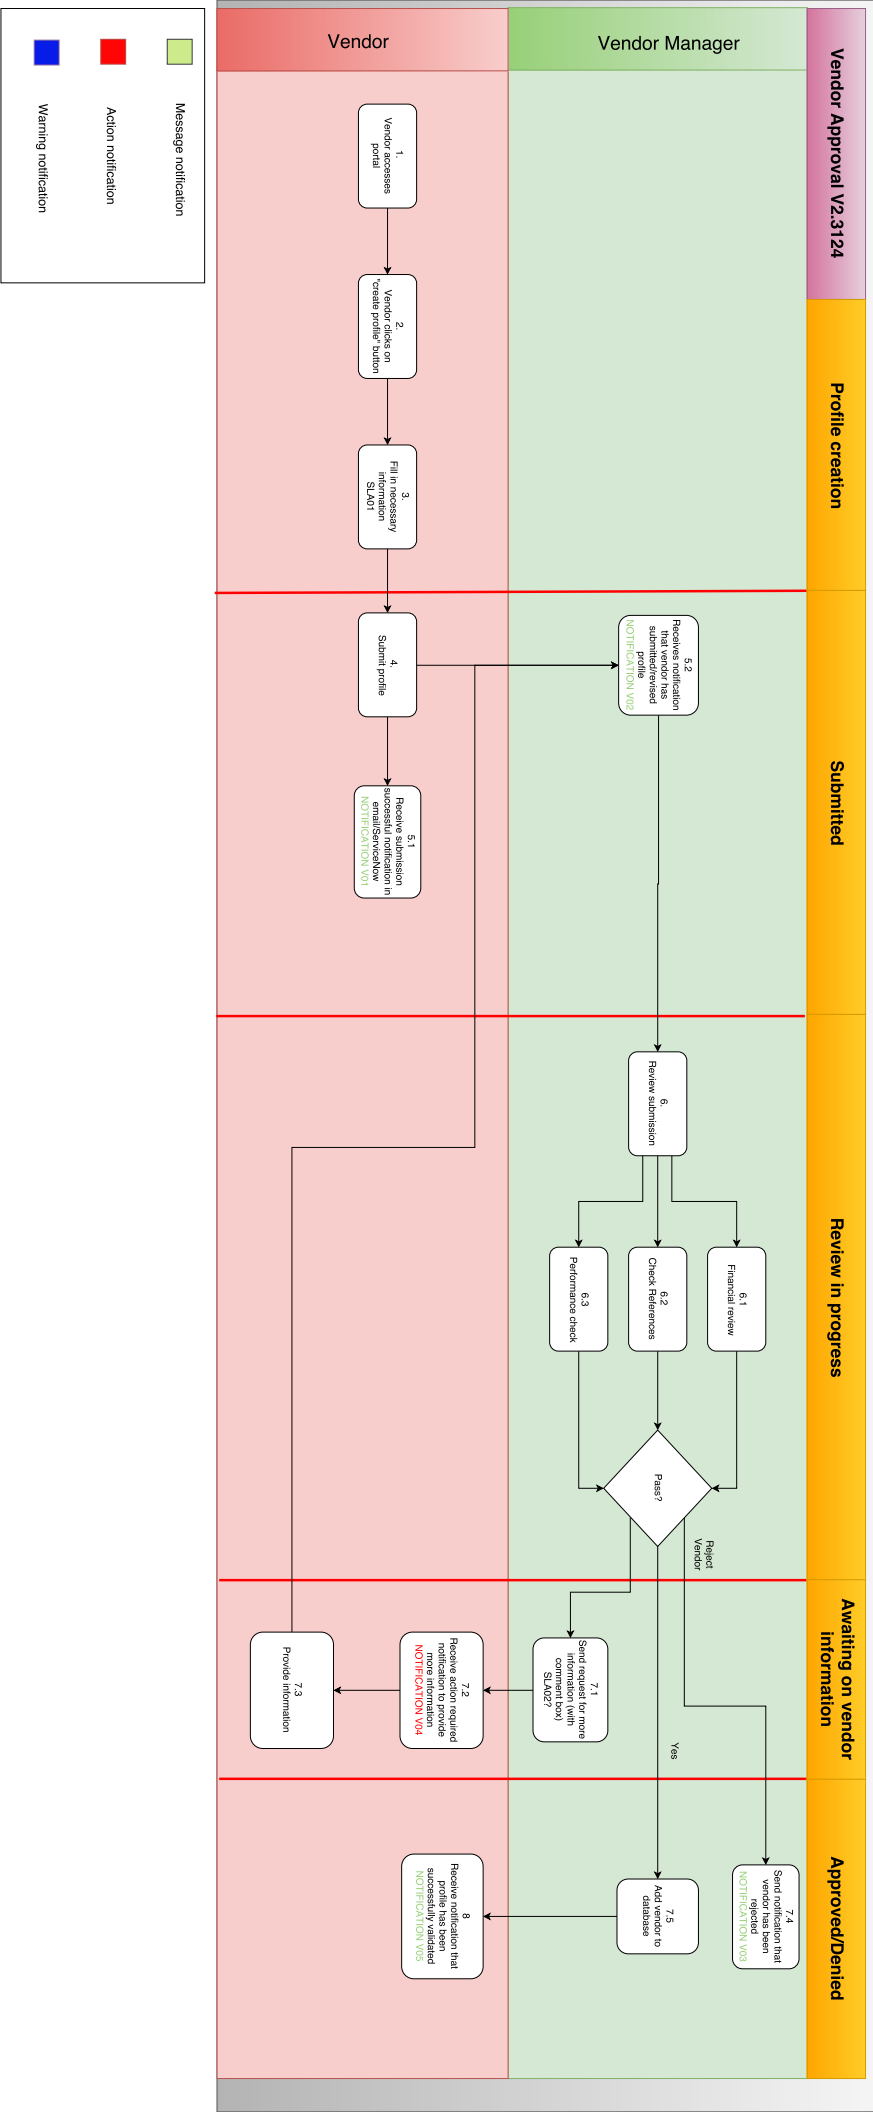 Vendor Approval V2.3124
Profile creation
Submitted
Review in progress
Awaiting on vendor
information
Approved/Denied
Vendor Manager
5.2
Receives notification
that vendor has
submitted/revised
profile
NOTIFICATION V02
6.
Review submission
6.1
Financial review
6.2
Check References
6.3
Performance check
Pass?
Reject
Vendor
Yes
7.1
Send request for more
information (with
comment box)
SLA02?
7.4
Send notification that
vendor has been
rejected
NOTIFICATION V03
7.5
Add vendor to
database
Vendor
1.
Vendor accesses
portal
2.
Vendor clicks on
"create profile" button
3.
Fill in necessary
information
SLA01
4.
Submit profile
5.1
Receive submission
successful notification in
email/ServiceNow
NOTIFICATION V01
7.2
Receive action required
notification to provide
more information
NOTIFICATION V04
7.3
Provide information
8
Receive notification that
profile has been
successfully validated
NOTIFICATION V05
Message notification
Action notification
Warning notification